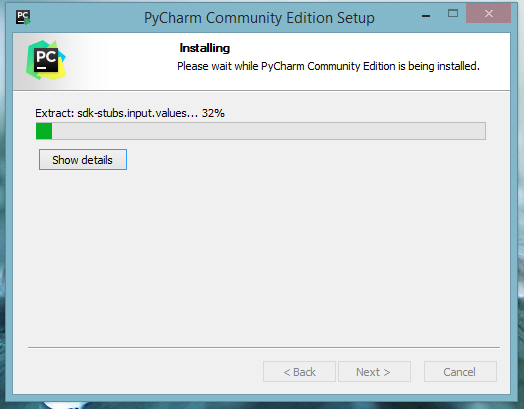 PC
PyCharm Community Edition Setup
PC
Installing
Please wait while PyCharm Community Edition is being installed.
Extract: sdk-stubs.input.values... 32%
Show details
< Back
Next >
Cancel